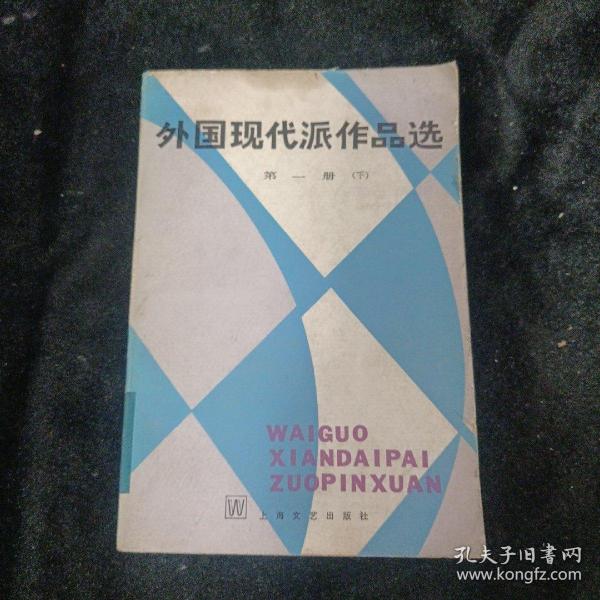 外国现代派作品选
第一册(下)
WAIGUO
XIANDAIPAI
ZUOPINXUAN
W 上海文艺出版社
孔夫子旧书网
www.kongfz.com